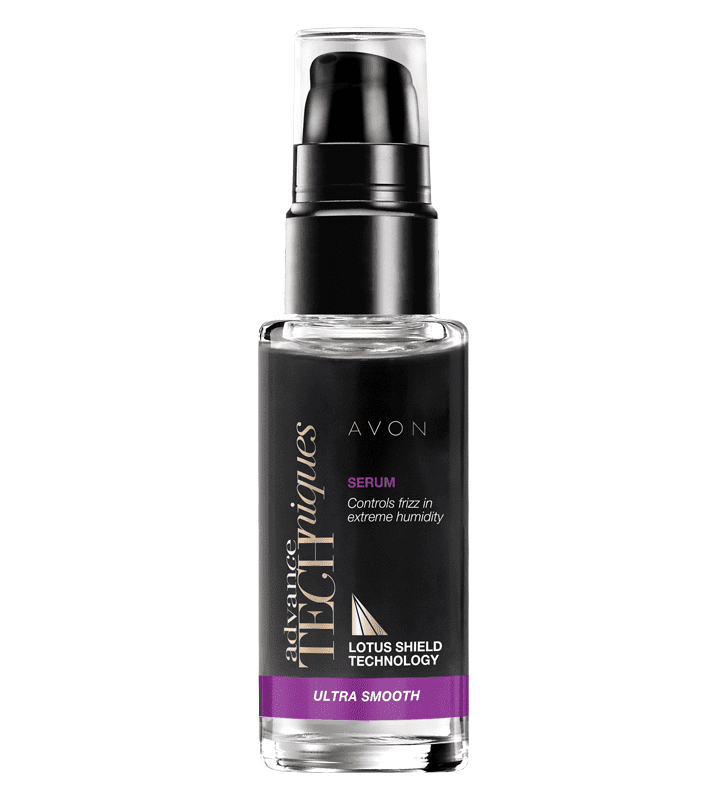 advance
TECHniques
AVON
SERUM
Controls frizz in
extreme humidity
LOTUS SHIELD
TECHNOLOGY
ULTRA SMOOTH